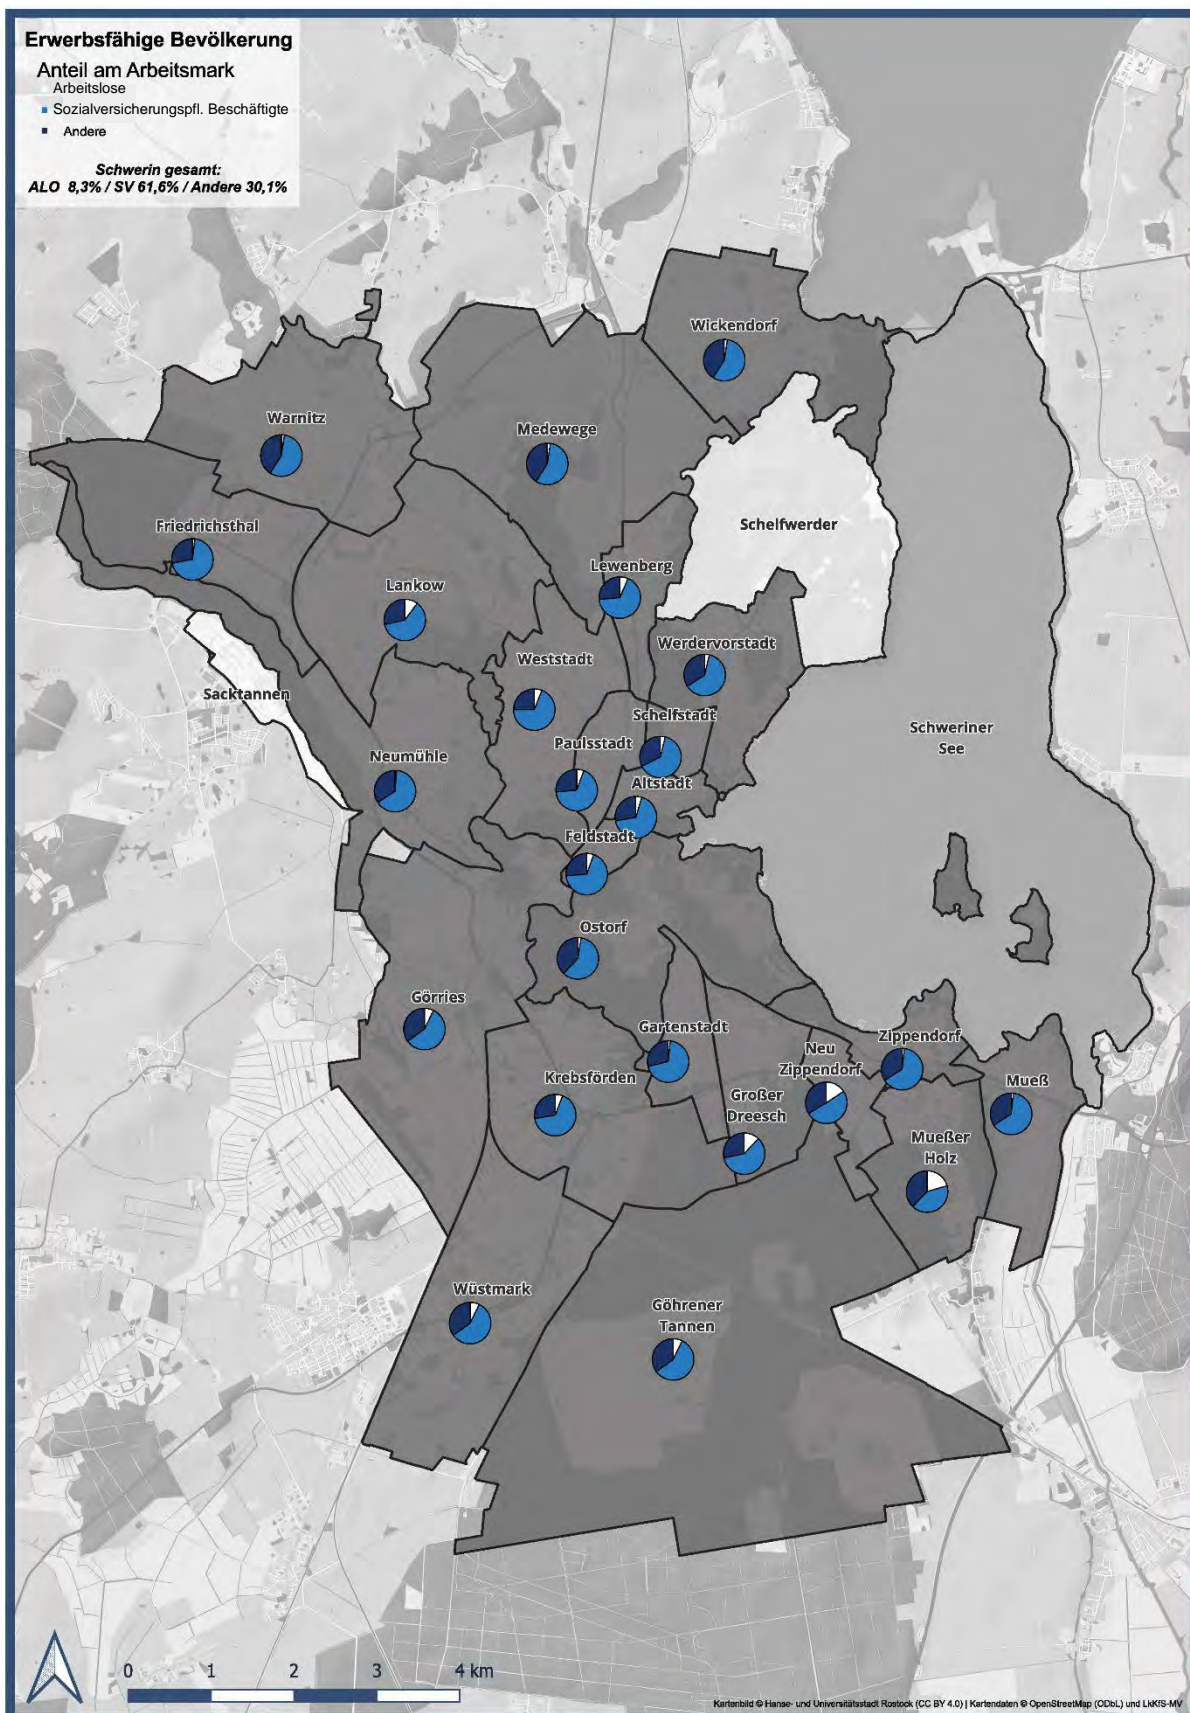 Erwerbsfähige Bevölkerung
Anteil am Arbeitsmark
Arbeitslose
Sozialversicherungspfl. Beschäftigte
Andere
Schwerin gesamt:
ALO 8,3% / SV 61,6% / Andere 30,1%
Wickendorf
Warnitz
Medewege
Friedrichsthal
Schelfwerder
Lewenberg
Lankow
Werdervorstadt
Weststadt
Sacktannen
Schelfstadt
Schweriner
See
Paulsstadt
Neumühle
Altstadt
Feldstadt
Ostorf
Görries
Gartenstadt
Zippendorf
Neu
Zippendorf
Krebsförden
Mueß
Großer
Dreesch
Mueßer
Holz
Wüstmark
Göhrener
Tannen
0 1 2 3 4 km
Kartenbild © Hanse- und Universitätsstadt Rostock (CC BY 4.0) | Kartendaten © OpenStreetMap (ODbL) und LkKfS-MV